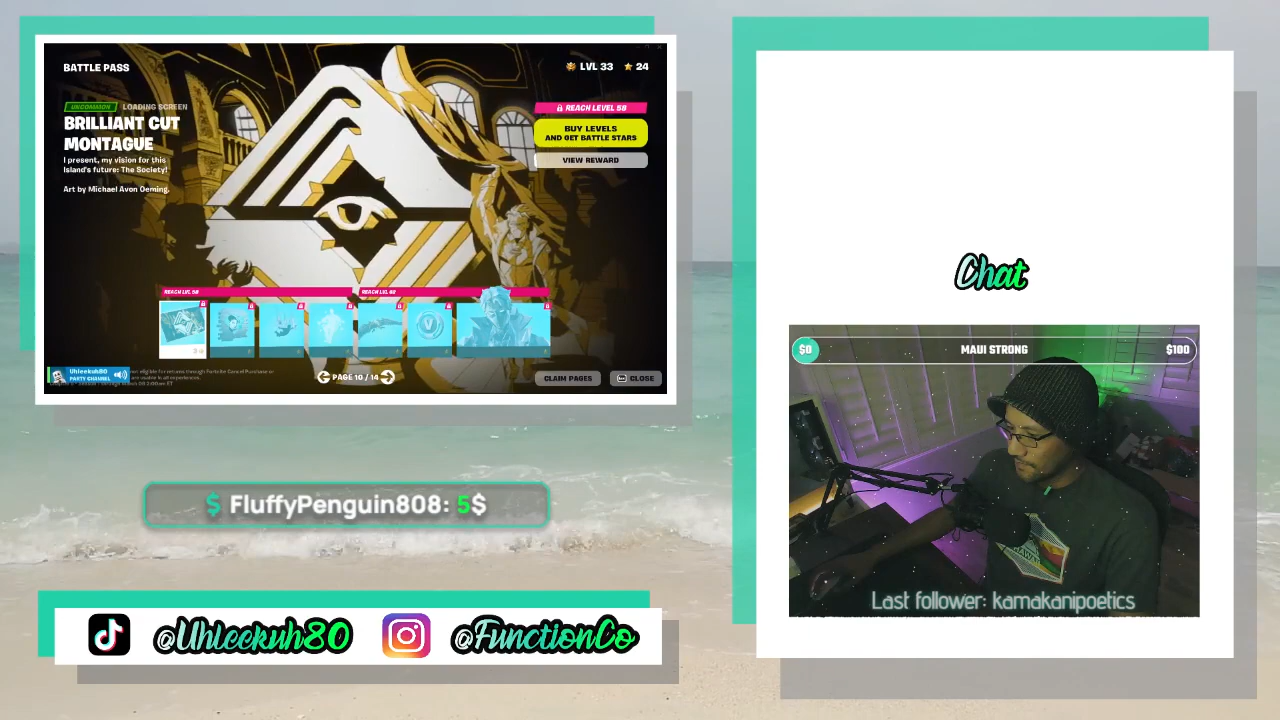 BATTLE PASS
LVL 33
24
UNCOMMON
LOADING SCREEN
BRILLIANT CUT
MONTAGUE
I present, my vision for this
Island's future: The Society!
Art by Michael Avon Oeming.
REACH LEVEL 58
BUY LEVELS
AND GET BATTLE STARS
VIEW REWARD
REACH LVL 58
V
Uhleekuh80
PARTY CHANNEL
PAGE 10 / 14
CLAIM PAGES
CLOSE
Chat
$0
MAUI STRONG
$100
$ FluffyPenguin808: 5$
Last follower: kamakanipoetics
@Uhleekuh80
@FunctionCo